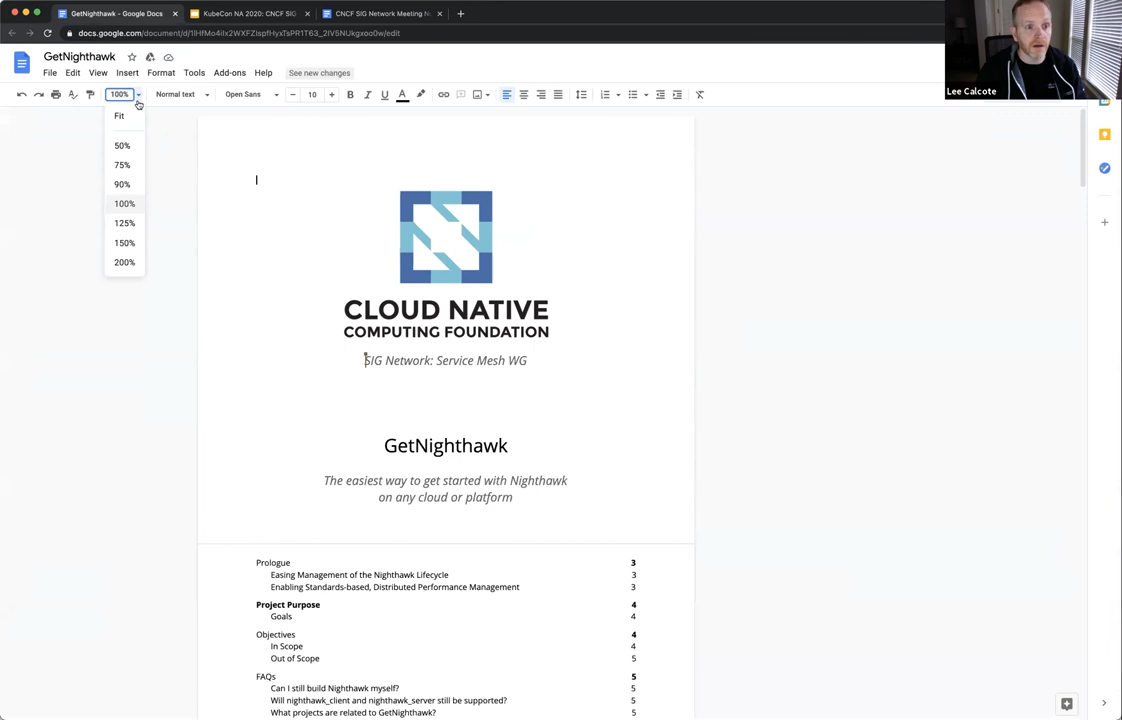 GetNighthawk - Google Docs
KubeCon NA 2020: CNCF SIG
CNCF SIG Network Meeting N
docs.google.com/document/d/1lHfMo4ilx2WXFZIspfHyxTsPR1T63_2IV5NUkgxoo0w/edit
GetNighthawk
File Edit View Insert Format Tools Add-ons Help See new changes
Lee Calcote
100% Normal text Open Sans 10
Fit
50%
75%
90%
100%
125%
150%
200%
CLOUD NATIVE
COMPUTING FOUNDATION
SIG Network: Service Mesh WG
GetNighthawk
The easiest way to get started with Nighthawk
on any cloud or platform
Prologue 3
Easing Management of the Nighthawk Lifecycle 3
Enabling Standards-based, Distributed Performance Management 3
Project Purpose 4
Goals 4
Objectives 4
In Scope 4
Out of Scope 5
FAQs 5
Can I still build Nighthawk myself? 5
Will nighthawk_client and nighthawk_server still be supported? 5
What projects are related to GetNighthawk? 5